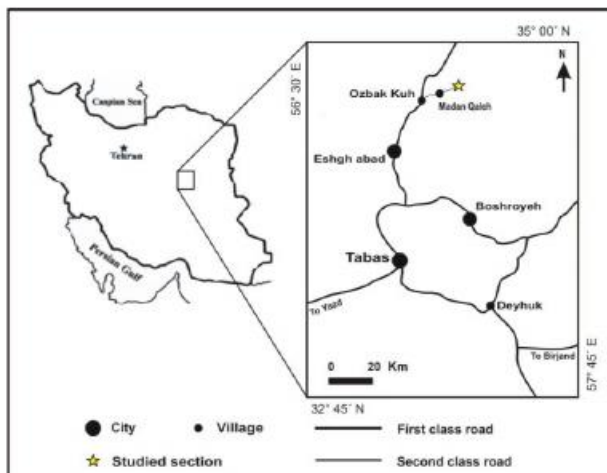 35° 00´ N
56° 30´ E
N
Caspian Sea
Ozbak Kuh
Madan Qaleh
Tehran
Eshgh abad
Boshroyeh
Persian Gulf
Tabas
To Yazd
Deyhuk
0 20 Km
To Birjand
57° 45´ E
32° 45´ N
City Village First class road
Studied section Second class road